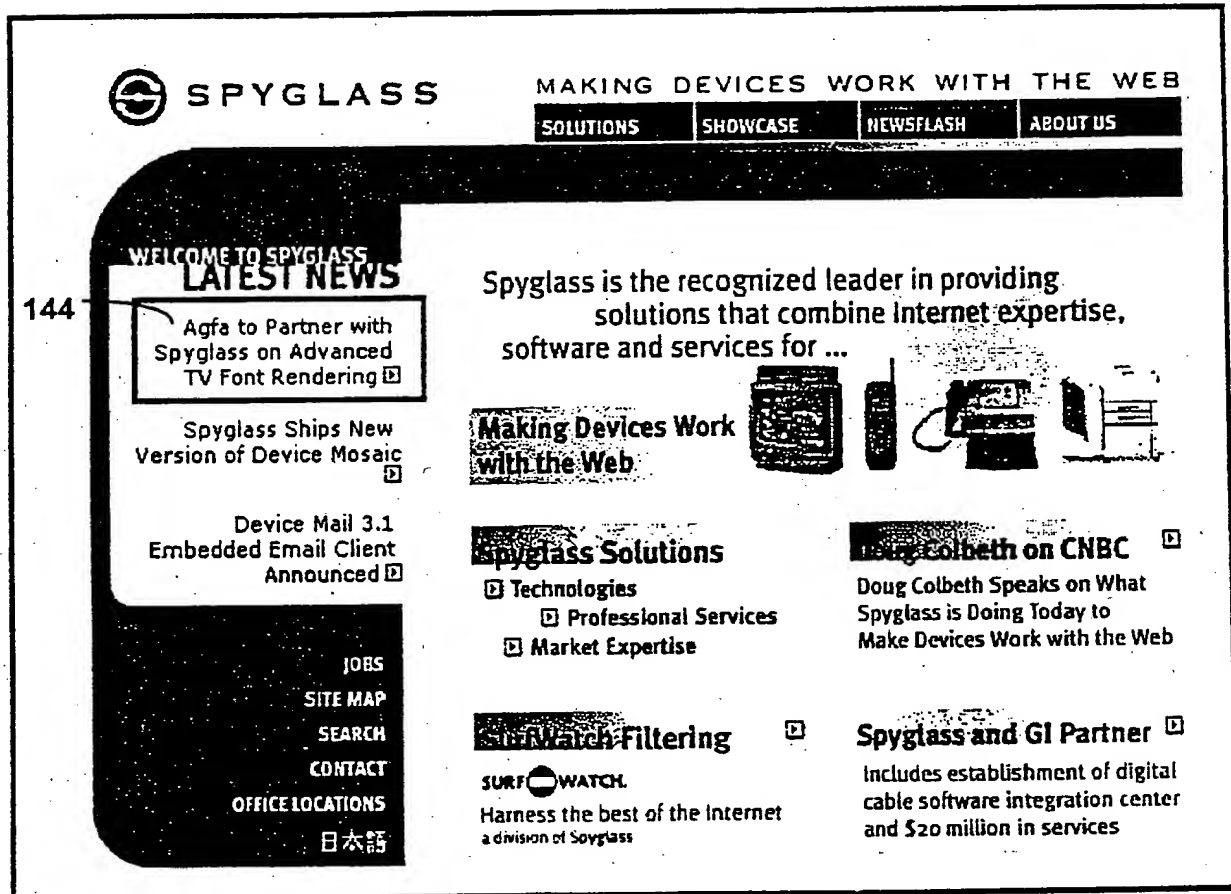 SPYGLASS
MAKING DEVICES WORK WITH THE WEB
SOLUTIONS SHOWCASE NEWSFLASH ABOUT US
WELCOME TO SPYGLASS
LATEST NEWS
144
Agfa to Partner with
Spyglass on Advanced
TV Font Rendering
Spyglass Ships New
Version of Device Mosaic
Device Mail 3.1
Embedded Email Client
Announced
JOBS
SITE MAP
SEARCH
CONTACT
OFFICE LOCATIONS
日本語
Spyglass is the recognized leader in providing
solutions that combine Internet expertise,
software and services for ...
Making Devices Work
with the Web
Spyglass Solutions
Technologies
Professional Services
Market Expertise
Doug Colbeth on CNBC
Doug Colbeth Speaks on What
Spyglass is Doing Today to
Make Devices Work with the Web
SurfWatch Filtering
SURF WATCH.
Harness the best of the Internet
a division of Spyglass
Spyglass and GI Partner
Includes establishment of digital
cable software integration center
and $20 million in services